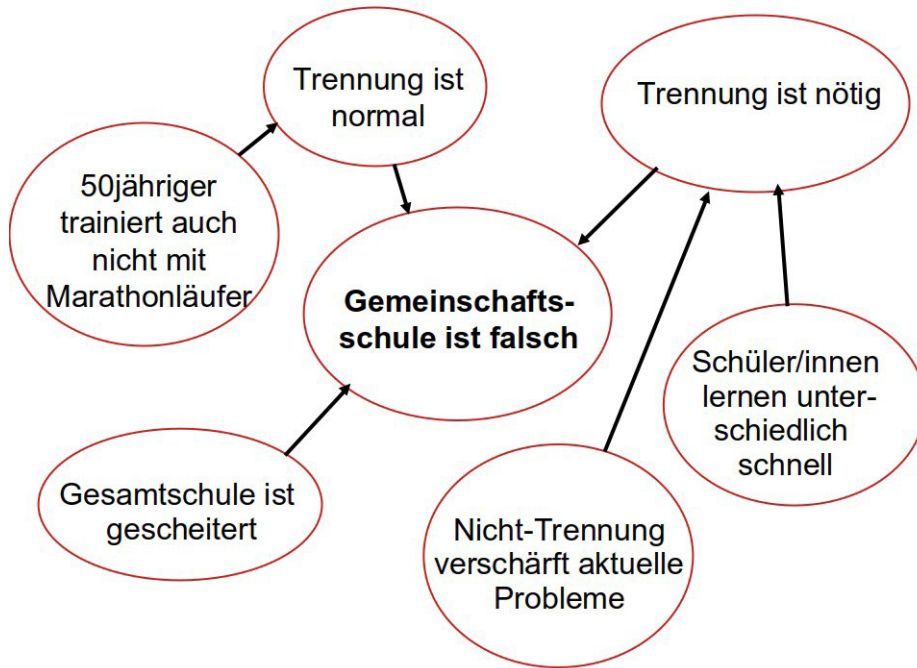 Trennung ist
normal
Trennung ist nötig
50jähriger
trainiert auch
nicht mit
Marathonläufer
Gemeinschafts-
schule ist falsch
Schüler/innen
lernen unter-
schiedlich
schnell
Gesamtschule ist
gescheitert
Nicht-Trennung
verschärft aktuelle
Probleme